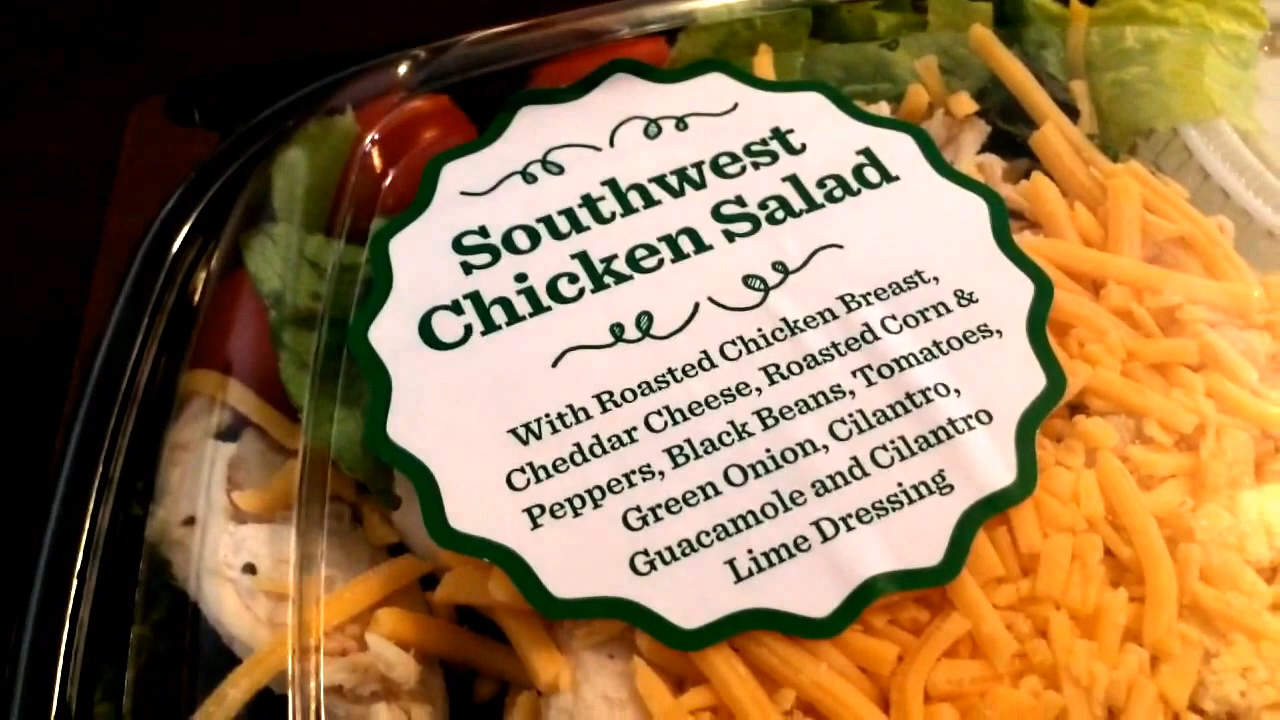 Southwest
Chicken Salad
With Roasted Chicken Breast,
Cheddar Cheese, Roasted Corn &
Peppers, Black Beans, Tomatoes,
Green Onion, Cilantro,
Guacamole and Cilantro
Lime Dressing